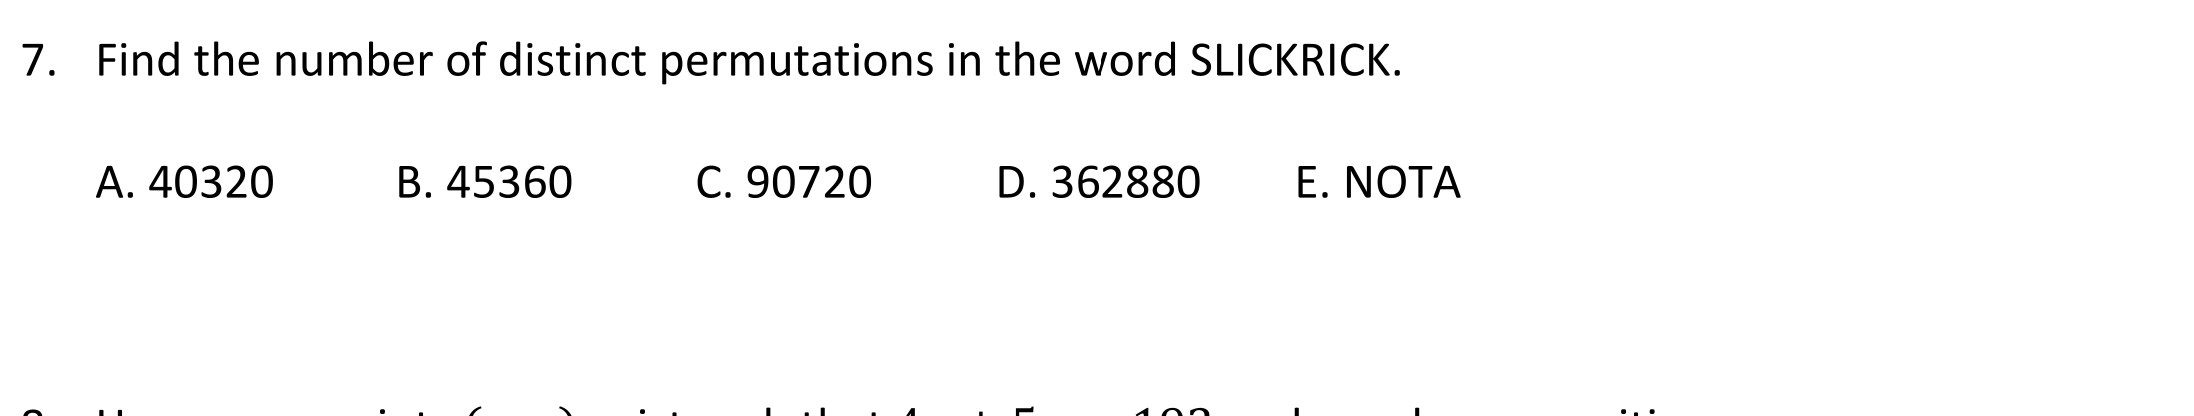 7. Find the number of distinct permutations in the word SLICKRICK.
A. 40320 B. 45360 C. 90720 D. 362880 E. NOTA